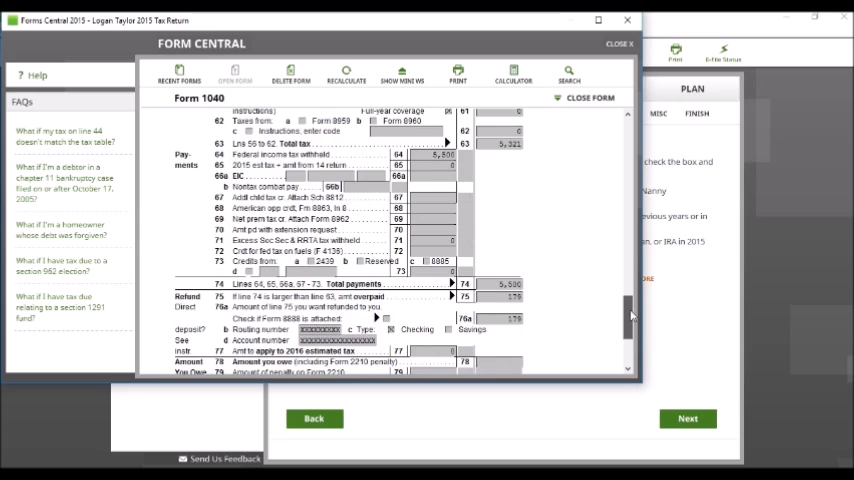 Forms Central 2015 - Logan Taylor 2015 Tax Return
FORM CENTRAL
CLOSE X
Print
E-File Status
? Help
RECENT FORMS
OPEN FORM
DELETE FORM
RECALCULATE
SHOW MINI WS
PRINT
CALCULATOR
SEARCH
PLAN
FAQs
Form 1040
CLOSE FORM
MISC
FINISH
What if my tax on line 44
doesn't match the tax table?
What if I'm a debtor in a
chapter 11 bankruptcy case
filed on or after October 17,
2005?
What if I'm a homeowner
whose debt was forgiven?
What if I have tax due to a
section 962 election?
What if I have tax due
relating to a section 1291
fund?
instructions) Full-year coverage 61 0
62 Taxes from: a Form 8959 b Form 8960
c Instructions; enter code 62 0
63 Lns 56 to 62. Total tax 63 5,321
Pay- 64 Federal income tax withheld 64 5,500
ments 65 2015 est tax + amt from 14 return 65 0
66a EIC 66a
b Nontax combat pay 66b
67 Addl child tax cr. Attach Sch 8812 67
68 American opp crdt, Fm 8863, ln 8 68
69 Net prem tax cr. Attach Form 8962 69
70 Amt pd with extension request 70
71 Excess Soc Sec & RRTA tax withheld 71 0
72 Crdt for fed tax on fuels (F 4136) 72
73 Credits from: a 2439 b Reserved c 8885
d 73 0
74 Lines 64, 65, 66a, 67 - 73. Total payments 74 5,500
Refund 75 If line 74 is larger than line 63, amt overpaid 75 179
Direct 76a Amount of line 75 you want refunded to you.
Check if Form 8888 is attached: 76a 179
deposit? b Routing number XXXXXXXXX c Type: Checking Savings
See d Account number
instr 77 Amt to apply to 2016 estimated tax 77 0
Amount 78 Amount you owe (including Form 2210 penalty) 78
You Owe 79 Amount of penalty on Form 2210 79
check the box and
Nanny
evious years or in
an, or IRA in 2015
ORE
Back
Next
Send Us Feedback